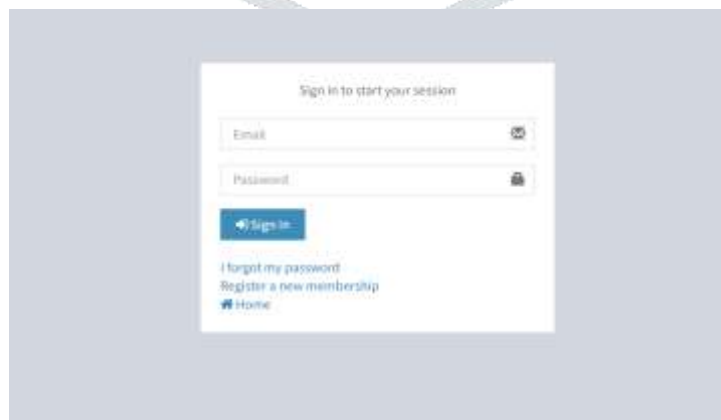 Sign in to start your session
Email
Password
Sign In
I forgot my password
Register a new membership
Home